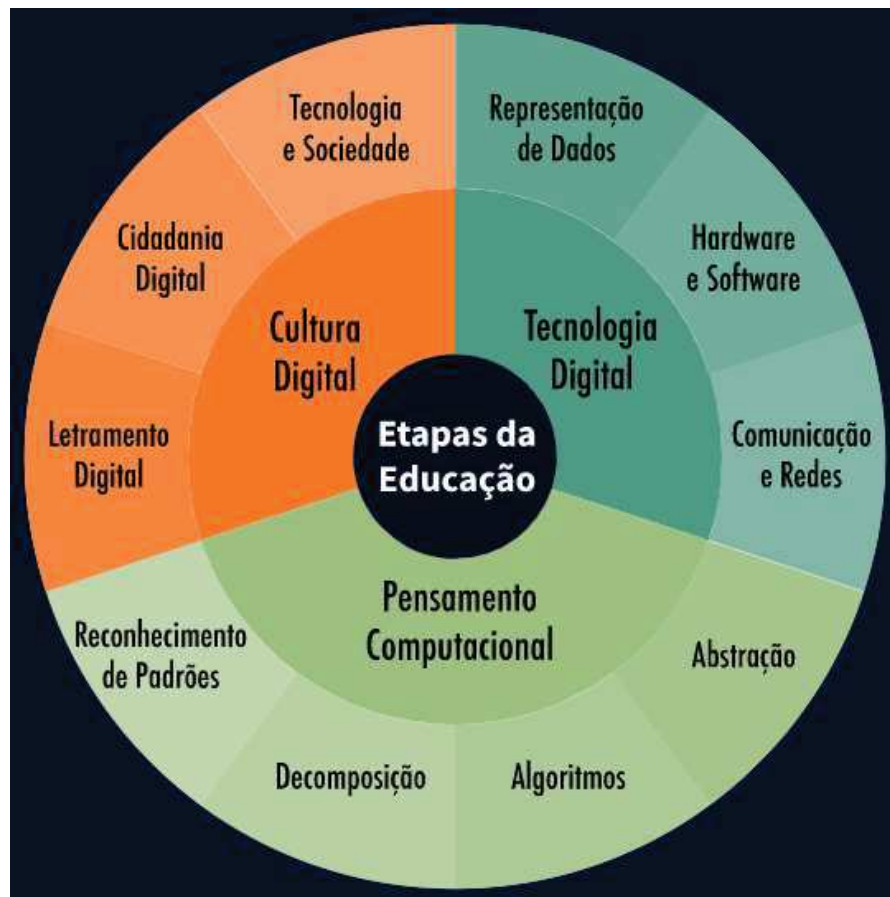 Tecnologia
e Sociedade
Representação
de Dados
Cidadania
Digital
Hardware
e Software
Cultura
Digital
Tecnologia
Digital
Letramento
Digital
Etapas da
Educação
Comunicação
e Redes
Pensamento
Computacional
Reconhecimento
de Padrões
Abstração
Decomposição
Algoritmos